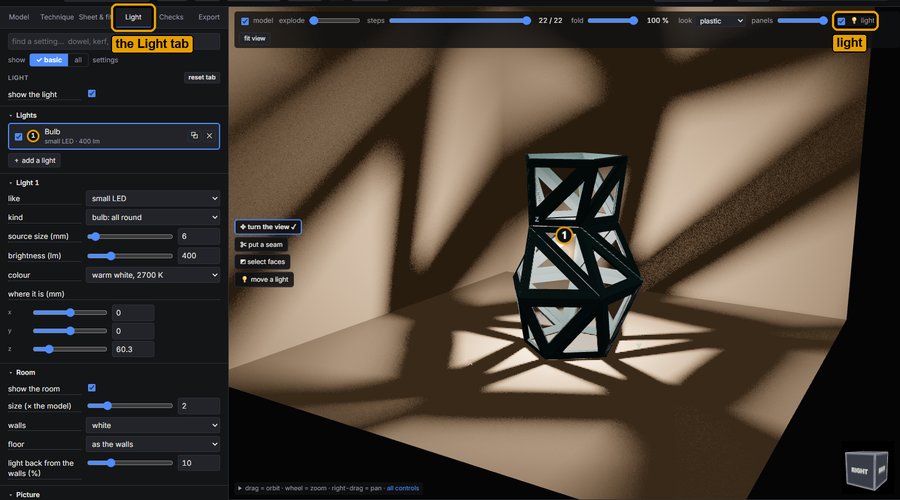 Model Technique Sheet & fi Light Checks Export
find a setting... dowel, kerf,
the Light tab
show ✓ basic all settings
LIGHT reset tab
show the light
Lights
1 Bulb
small LED · 400 lm
+ add a light
Light 1
like small LED
kind bulb: all round
source size (mm) 6
brightness (lm) 400
colour warm white, 2700 K
where it is (mm)
x 0
y 0
z 60.3
Room
show the room
size (× the model) 2
walls white
floor as the walls
light back from the walls (%) 10
Picture
model explode steps 22 / 22 fold 100 % look plastic panels light
fit view
light
turn the view ✓
put a seam
select faces
move a light
z
1
drag = orbit · wheel = zoom · right-drag = pan · all controls
RIGHT